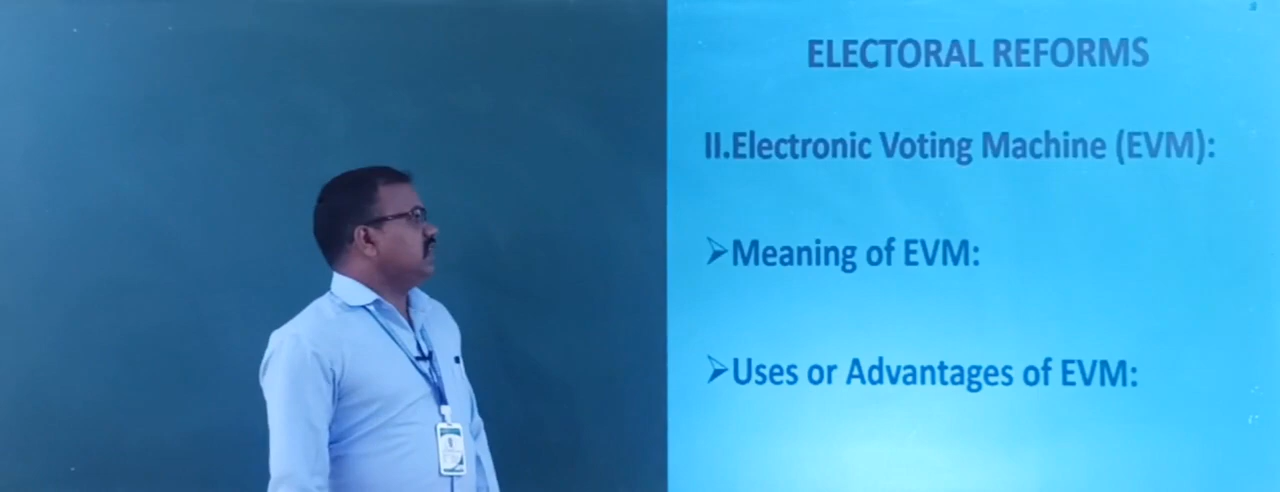 ELECTORAL REFORMS
II.Electronic Voting Machine (EVM):
➢Meaning of EVM:
➢Uses or Advantages of EVM: